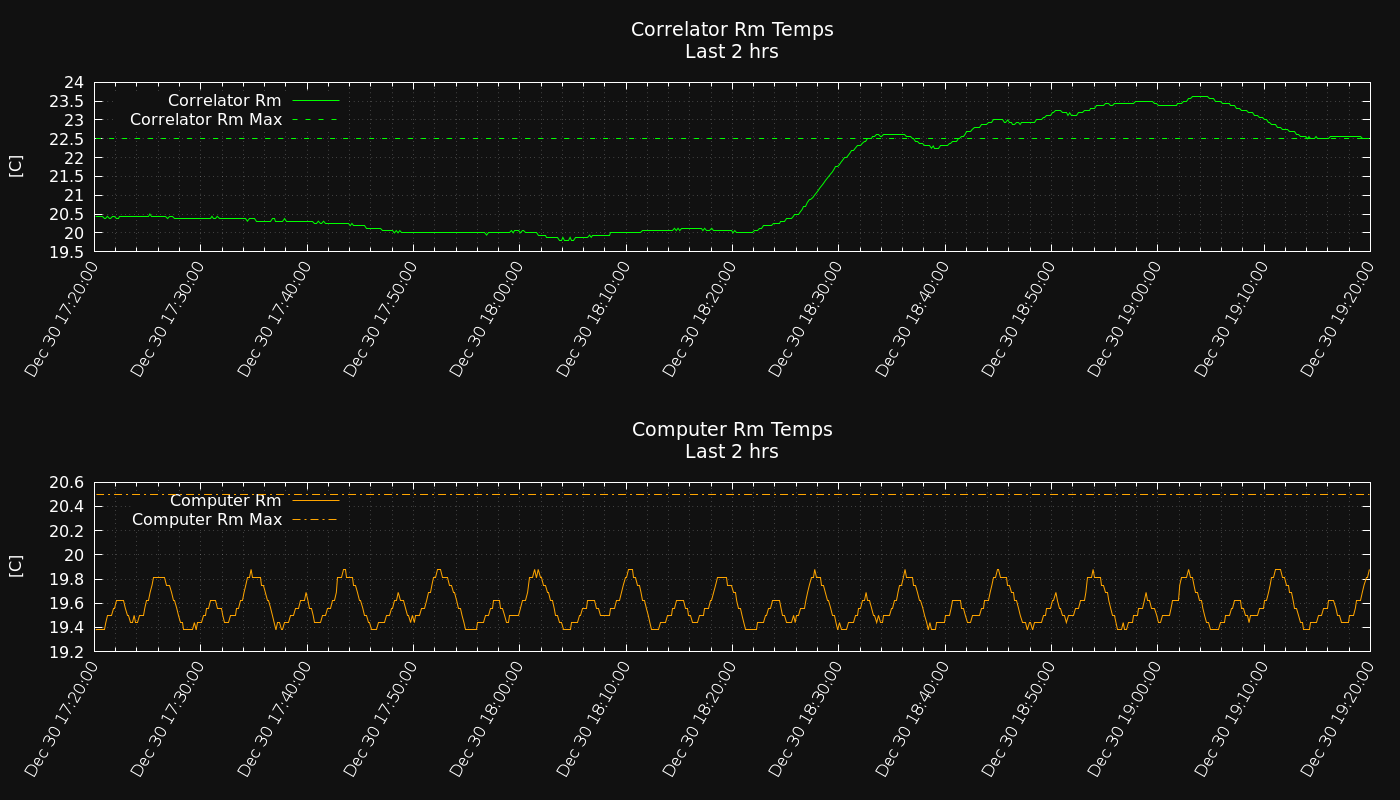 Correlator Rm Temps
Last 2 hrs
24
23.5
23
22.5
22
21.5
21
20.5
20
19.5
[C]
Correlator Rm
Correlator Rm Max
Dec 30 17:20:00
Dec 30 17:30:00
Dec 30 17:40:00
Dec 30 17:50:00
Dec 30 18:00:00
Dec 30 18:10:00
Dec 30 18:20:00
Dec 30 18:30:00
Dec 30 18:40:00
Dec 30 18:50:00
Dec 30 19:00:00
Dec 30 19:10:00
Dec 30 19:20:00
Computer Rm Temps
Last 2 hrs
20.6
20.4
20.2
20
19.8
19.6
19.4
19.2
[C]
Computer Rm
Computer Rm Max
Dec 30 17:20:00
Dec 30 17:30:00
Dec 30 17:40:00
Dec 30 17:50:00
Dec 30 18:00:00
Dec 30 18:10:00
Dec 30 18:20:00
Dec 30 18:30:00
Dec 30 18:40:00
Dec 30 18:50:00
Dec 30 19:00:00
Dec 30 19:10:00
Dec 30 19:20:00